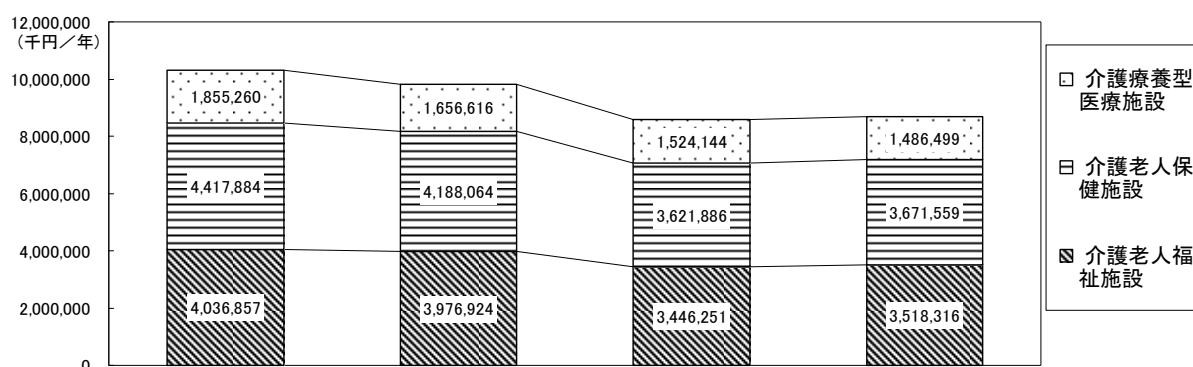 12,000,000
（千円／年）
10,000,000
8,000,000
6,000,000
4,000,000
2,000,000
0
1,855,260
1,656,616
1,524,144
1,486,499
4,417,884
4,188,064
3,621,886
3,671,559
4,036,857
3,976,924
3,446,251
3,518,316
介護療養型
医療施設
介護老人保
健施設
介護老人福
祉施設